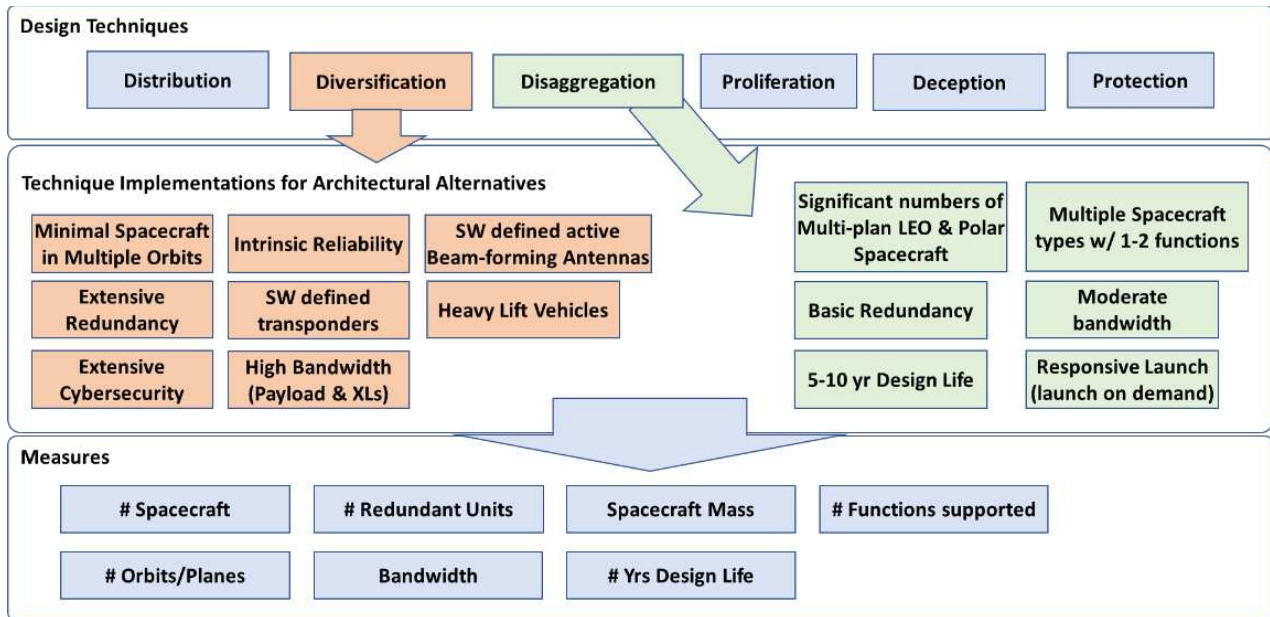 Design Techniques
Distribution
Diversification
Disaggregation
Proliferation
Deception
Protection
Technique Implementations for Architectural Alternatives
Minimal Spacecraft
in Multiple Orbits
Intrinsic Reliability
SW defined active
Beam-forming Antennas
Extensive
Redundancy
SW defined
transponders
Heavy Lift Vehicles
Extensive
Cybersecurity
High Bandwidth
(Payload & XLs)
Significant numbers of
Multi-plan LEO & Polar
Spacecraft
Multiple Spacecraft
types w/ 1-2 functions
Basic Redundancy
Moderate
bandwidth
5-10 yr Design Life
Responsive Launch
(launch on demand)
Measures
# Spacecraft
# Redundant Units
Spacecraft Mass
# Functions supported
# Orbits/Planes
Bandwidth
# Yrs Design Life